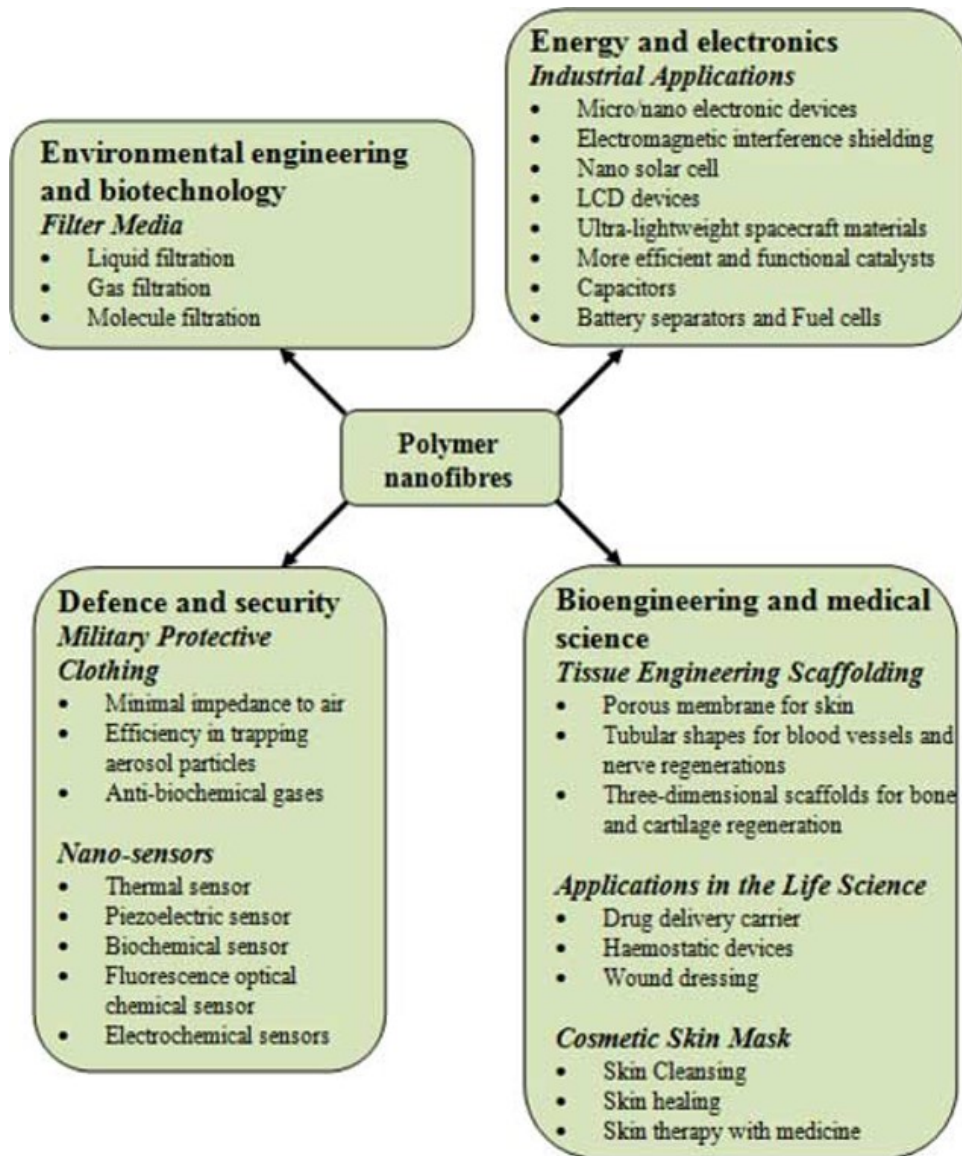 Energy and electronics
Industrial Applications
• Micro/nano electronic devices
• Electromagnetic interference shielding
• Nano solar cell
• LCD devices
• Ultra-lightweight spacecraft materials
• More efficient and functional catalysts
• Capacitors
• Battery separators and Fuel cells
Environmental engineering
and biotechnology
Filter Media
• Liquid filtration
• Gas filtration
• Molecule filtration
Polymer
nanofibres
Defence and security
Military Protective
Clothing
• Minimal impedance to air
• Efficiency in trapping
aerosol particles
• Anti-biochemical gases
Nano-sensors
• Thermal sensor
• Piezoelectric sensor
• Biochemical sensor
• Fluorescence optical
chemical sensor
• Electrochemical sensors
Bioengineering and medical
science
Tissue Engineering Scaffolding
• Porous membrane for skin
• Tubular shapes for blood vessels and
nerve regenerations
• Three-dimensional scaffolds for bone
and cartilage regeneration
Applications in the Life Science
• Drug delivery carrier
• Haemostatic devices
• Wound dressing
Cosmetic Skin Mask
• Skin Cleansing
• Skin healing
• Skin therapy with medicine